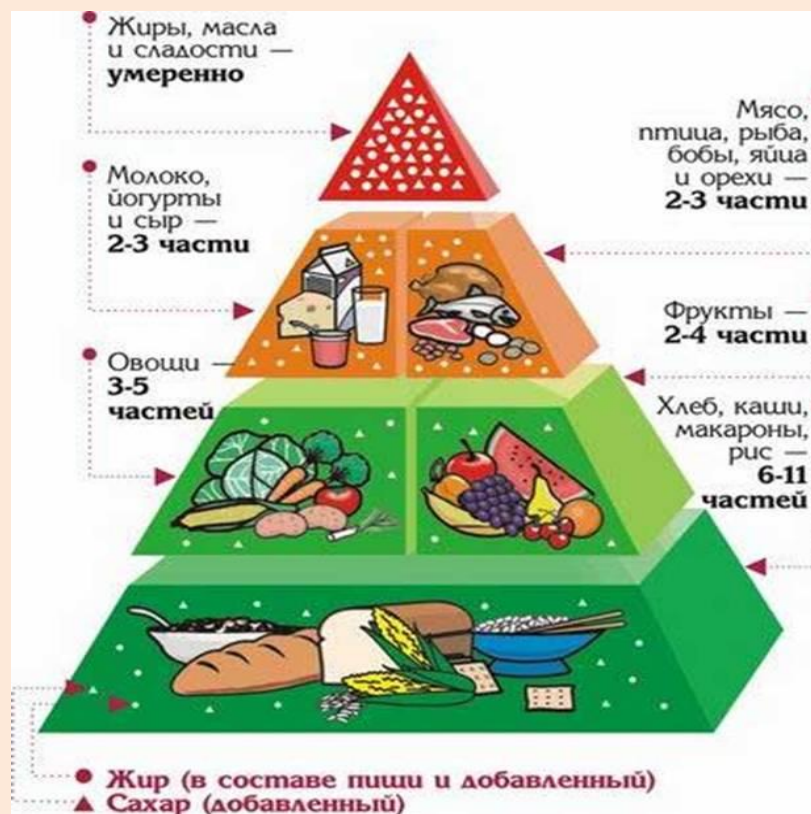 Жиры, масла
и сладости —
умеренно
Молоко,
йогурты
и сыр —
2-3 части
Овощи —
3-5
частей
Мясо,
птица, рыба,
бобы, яйца
и орехи —
2-3 части
Фрукты —
2-4 части
Хлеб, каши,
макароны,
рис —
6-11
частей
Жир (в составе пищи и добавленный)
Сахар (добавленный)